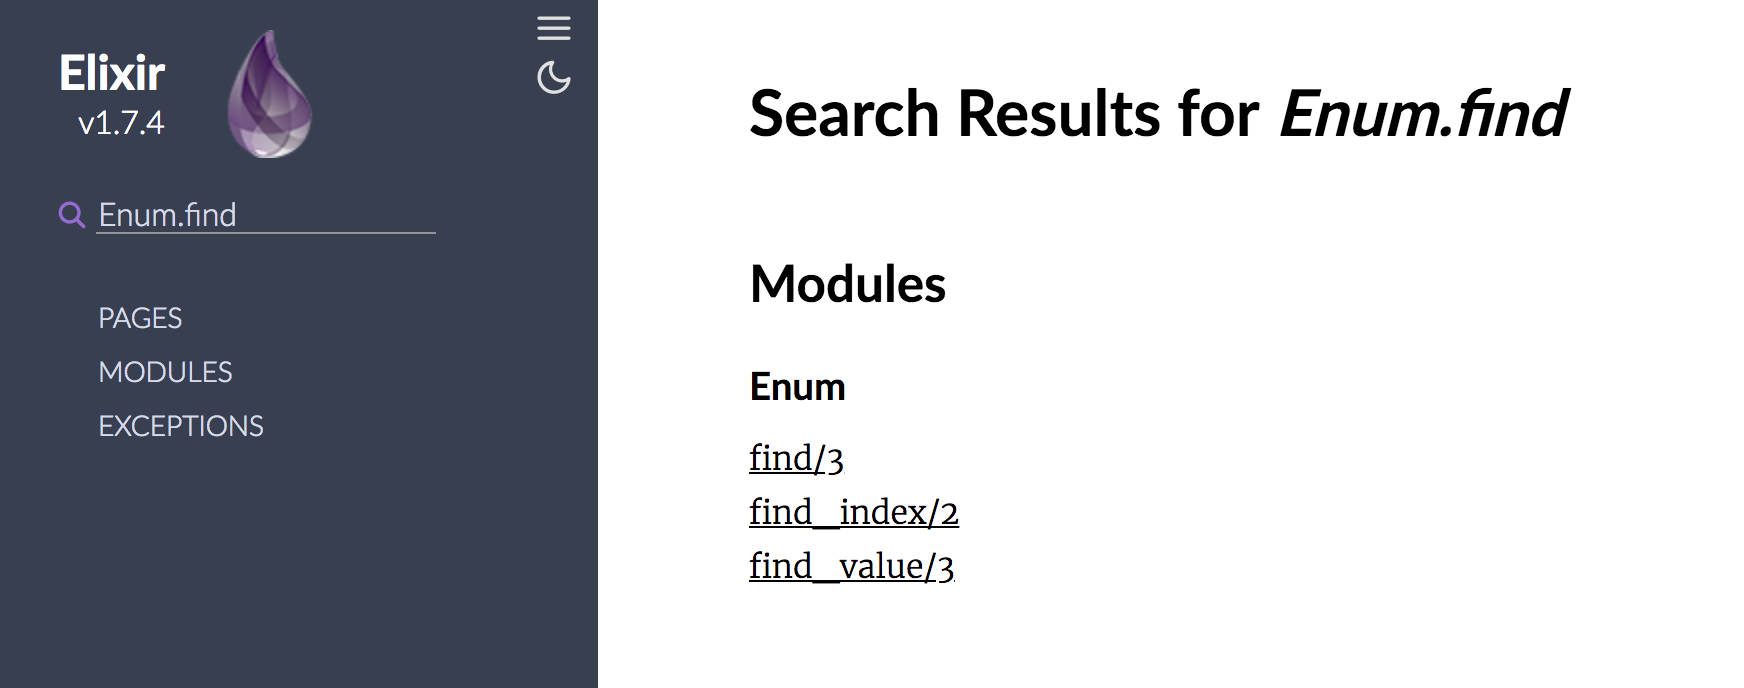 Elixir
v1.7.4
Enum.find
PAGES
MODULES
EXCEPTIONS
Search Results for Enum.find
Modules
Enum
find/3
find_index/2
find_value/3